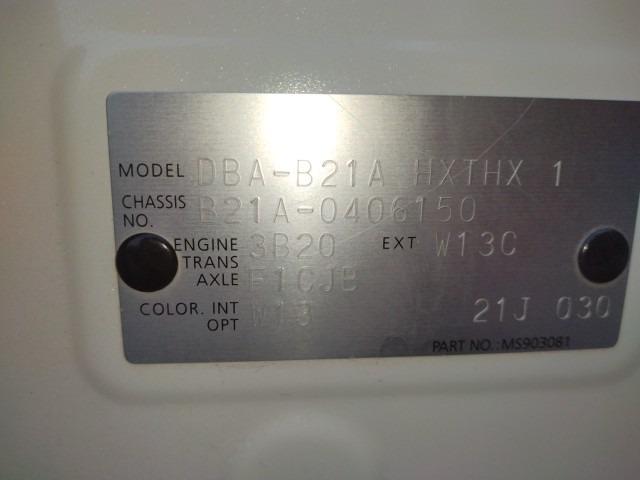 MODEL DBA-B21A HXTHX 1
CHASSIS NO. B21A-0406150
ENGINE 3B20 EXT W13C
TRANS AXLE F1CJB
COLOR. INT OPT W13 21J 030
PART NO.: MS903081